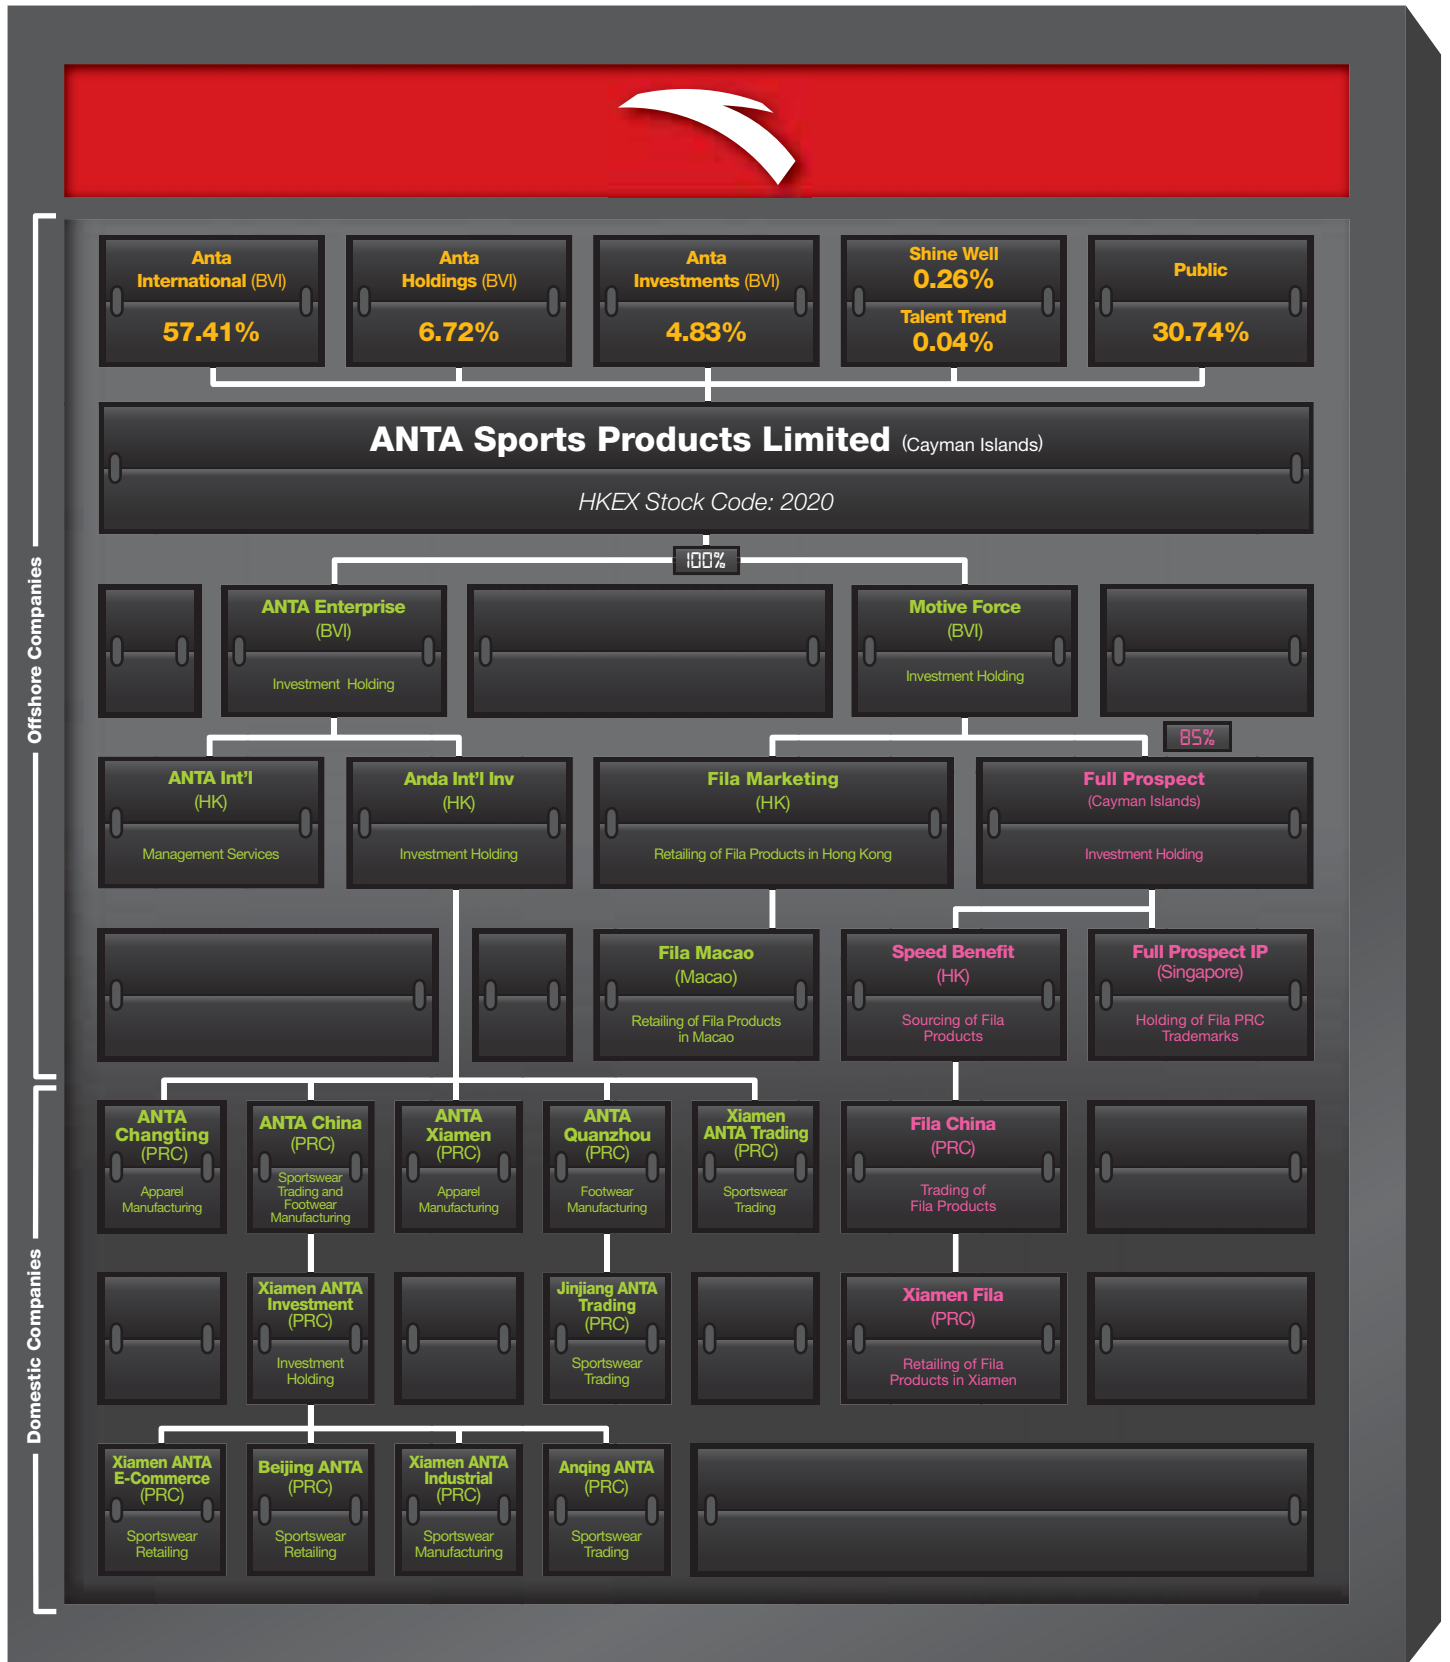 Anta
International (BVI)
57.41%
Anta
Holdings (BVI)
6.72%
Anta
Investments (BVI)
4.83%
Shine Well
0.26%
Talent Trend
0.04%
Public
30.74%
ANTA Sports Products Limited (Cayman Islands)
HKEX Stock Code: 2020
100%
Offshore Companies
ANTA Enterprise
(BVI)
Investment Holding
Motive Force
(BVI)
Investment Holding
85%
ANTA Int'l
(HK)
Management Services
Anda Int'l Inv
(HK)
Investment Holding
Fila Marketing
(HK)
Retailing of Fila Products in Hong Kong
Full Prospect
(Cayman Islands)
Investment Holding
Fila Macao
(Macao)
Retailing of Fila Products
in Macao
Speed Benefit
(HK)
Sourcing of Fila
Products
Full Prospect IP
(Singapore)
Holding of Fila PRC
Trademarks
Domestic Companies
ANTA
Changting
(PRC)
Apparel
Manufacturing
ANTA China
(PRC)
Sportswear
Trading and
Footwear
Manufacturing
ANTA
Xiamen
(PRC)
Apparel
Manufacturing
ANTA
Quanzhou
(PRC)
Footwear
Manufacturing
Xiamen
ANTA Trading
(PRC)
Sportswear
Trading
Fila China
(PRC)
Trading of
Fila Products
Xiamen ANTA
Investment
(PRC)
Investment
Holding
Jinjiang ANTA
Trading
(PRC)
Sportswear
Trading
Xiamen Fila
(PRC)
Retailing of Fila
Products in Xiamen
Xiamen ANTA
E-Commerce
(PRC)
Sportswear
Retailing
Beijing ANTA
(PRC)
Sportswear
Retailing
Xiamen ANTA
Industrial
(PRC)
Sportswear
Manufacturing
Anqing ANTA
(PRC)
Sportswear
Trading